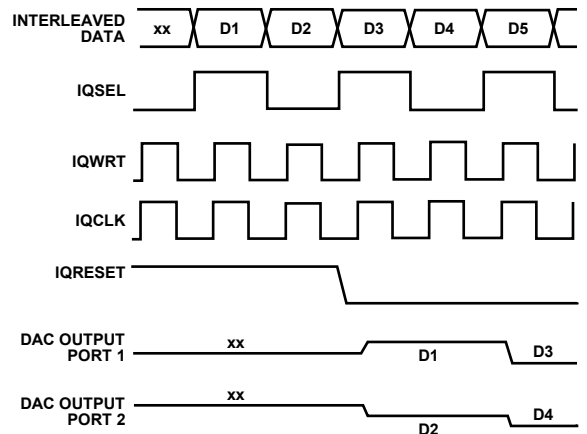 INTERLEAVED
DATA
xx D1 D2 D3 D4 D5
IQSEL
IQWRT
IQCLK
IQRESET
DAC OUTPUT
PORT 1
xx D1 D3
DAC OUTPUT
PORT 2
xx D2 D4